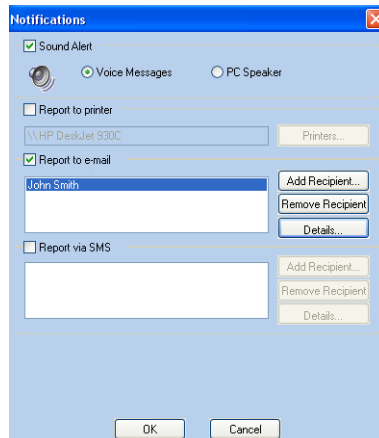 Notifications
Sound Alert
Voice Messages PC Speaker
Report to printer
\\HP DeskJet 930C Printers...
Report to e-mail
John Smith Add Recipient...
Remove Recipient
Details...
Report via SMS
Add Recipient...
Remove Recipient
Details...
OK Cancel